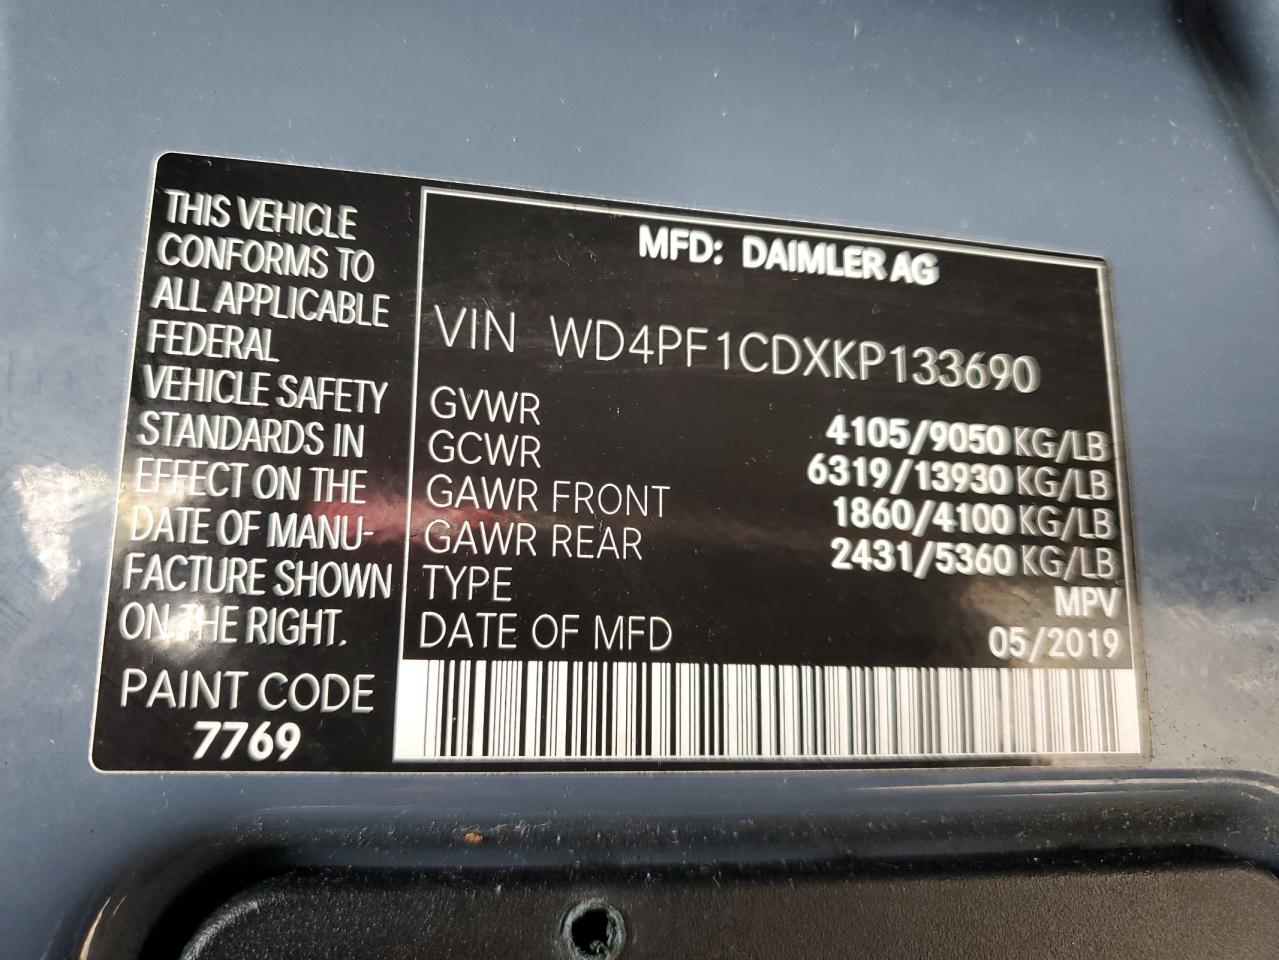 THIS VEHICLE
CONFORMS TO
ALL APPLICABLE
FEDERAL
VEHICLE SAFETY
STANDARDS IN
EFFECT ON THE
DATE OF MANU-
FACTURE SHOWN
ON THE RIGHT.
PAINT CODE
7769
MFD: DAIMLER AG
VIN WD4PF1CDXKP133690
GVWR 4105/9050 KG/LB
GCWR 6319/13930 KG/LB
GAWR FRONT 1860/4100 KG/LB
GAWR REAR 2431/5360 KG/LB
TYPE MPV
DATE OF MFD 05/2019